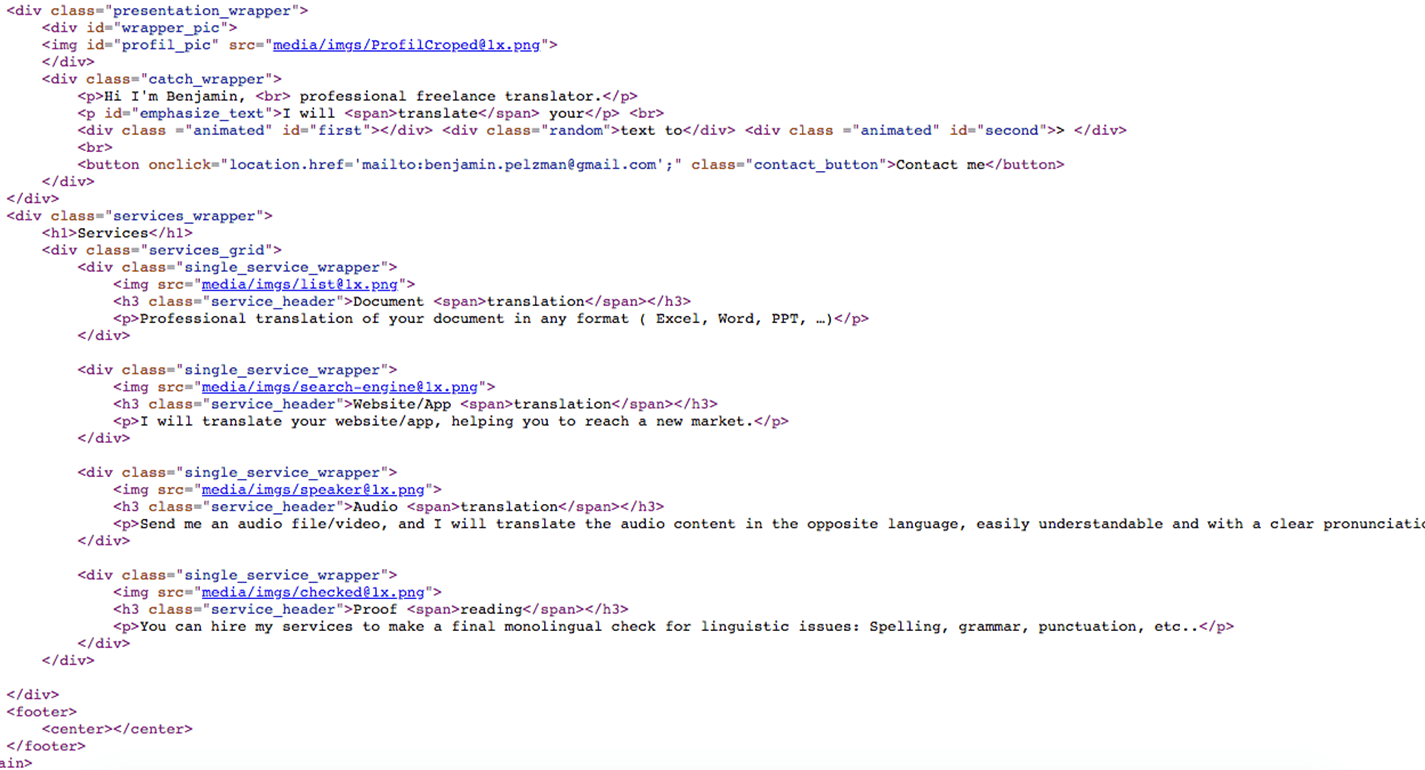 <div class="presentation_wrapper">
<div id="wrapper_pic">
<img id="profil_pic" src="media/imgs/ProfilCroped@1x.png">
</div>
<div class="catch_wrapper">
<p>Hi I'm Benjamin, <br> professional freelance translator.</p>
<p id="emphasize_text">I will <span>translate</span> your</p> <br>
<div class ="animated" id="first"></div> <div class="random">text to</div> <div class ="animated" id="second">> </div>
<br>
<button onclick="location.href='mailto:benjamin.pelzman@gmail.com';" class="contact_button">Contact me</button>
</div>
</div>
<div class="services_wrapper">
<h1>Services</h1>
<div class="services_grid">
<div class="single_service_wrapper">
<img src="media/imgs/list@1x.png">
<h3 class="service_header">Document <span>translation</span></h3>
<p>Professional translation of your document in any format ( Excel, Word, PPT, …)</p>
</div>
<div class="single_service_wrapper">
<img src="media/imgs/search-engine@1x.png">
<h3 class="service_header">Website/App <span>translation</span></h3>
<p>I will translate your website/app, helping you to reach a new market.</p>
</div>
<div class="single_service_wrapper">
<img src="media/imgs/speaker@1x.png">
<h3 class="service_header">Audio <span>translation</span></h3>
<p>Send me an audio file/video, and I will translate the audio content in the opposite language, easily understandable and with a clear pronunciatio
</div>
<div class="single_service_wrapper">
<img src="media/imgs/checked@1x.png">
<h3 class="service_header">Proof <span>reading</span></h3>
<p>You can hire my services to make a final monolingual check for linguistic issues: Spelling, grammar, punctuation, etc..</p>
</div>
</div>
</div>
<footer>
<center></center>
</footer>
ain>